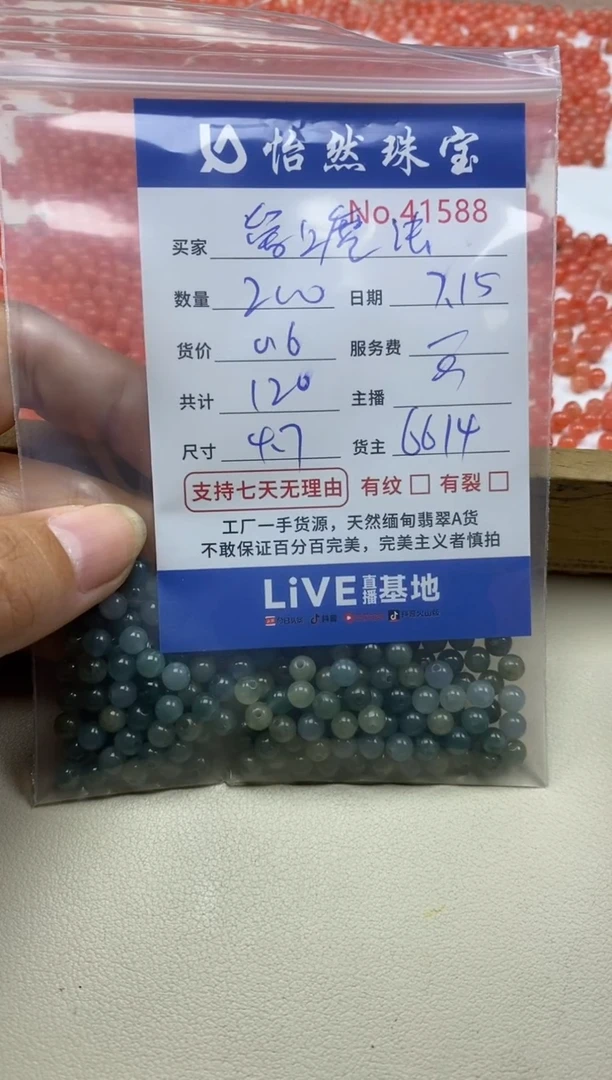 怡然珠宝
No.41588
买家
数量 200 日期 7.15
货价 0.6 服务费
共计 120 主播
尺寸 4.7 货主 6614
支持七天无理由 有纹 有裂
工厂一手货源，天然缅甸翡翠A货
不敢保证百分百完美，完美主义者慎拍
LiVE 直播 基地